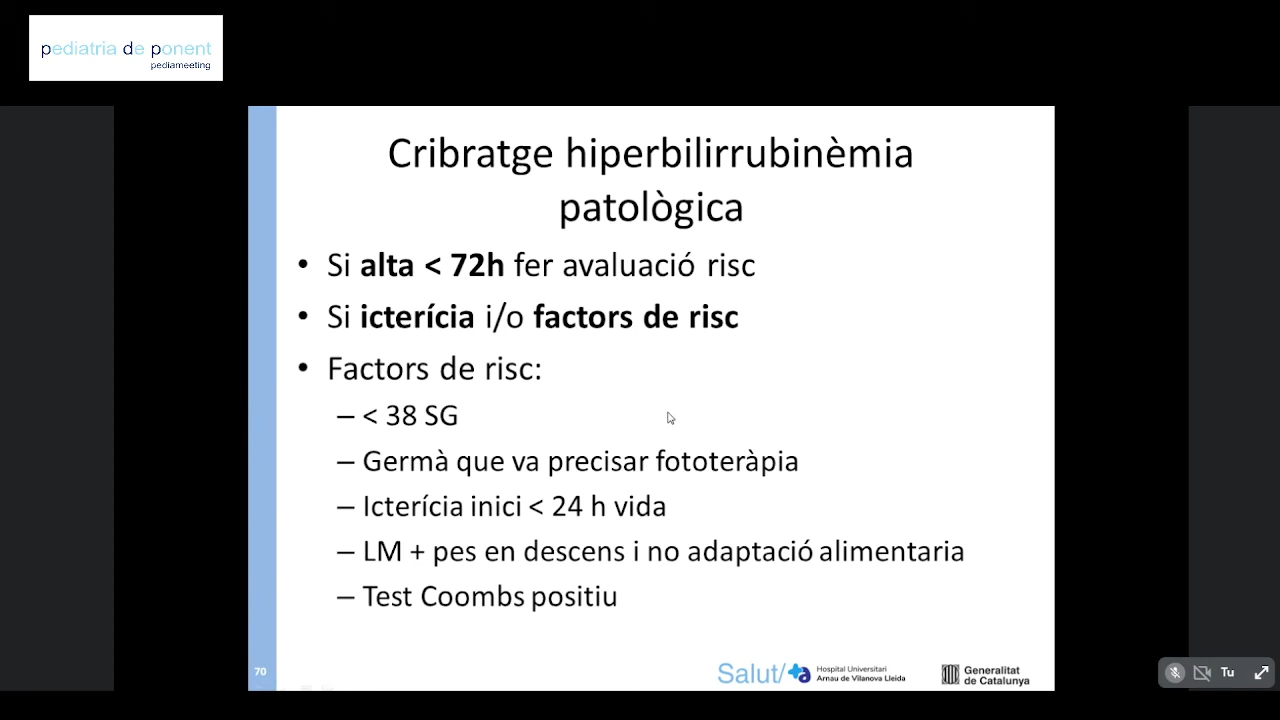 pediatria de ponent
pediameeting
Cribratge hiperbilirrubinèmia
patològica
• Si alta < 72h fer avaluació risc
• Si icterícia i/o factors de risc
• Factors de risc:
– < 38 SG
– Germà que va precisar fototeràpia
– Icterícia inici < 24 h vida
– LM + pes en descens i no adaptació alimentaria
– Test Coombs positiu
70
Salut/
Hospital Universitari
Arnau de Vilanova Lleida
Generalitat
de Catalunya
Tu